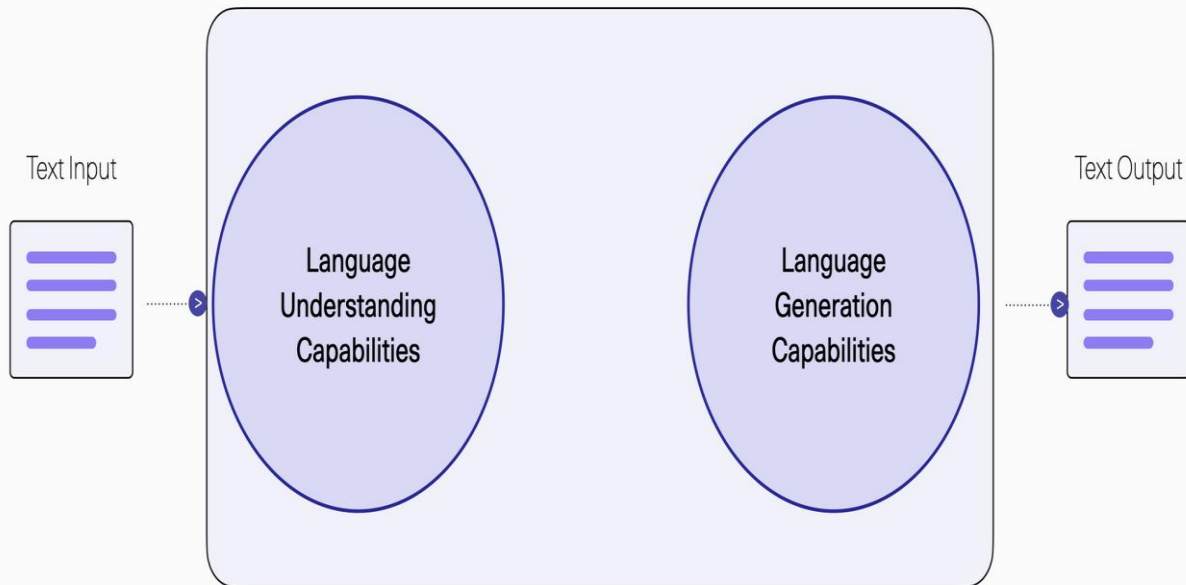 Text Input
Language
Understanding
Capabilities
Language
Generation
Capabilities
Text Output